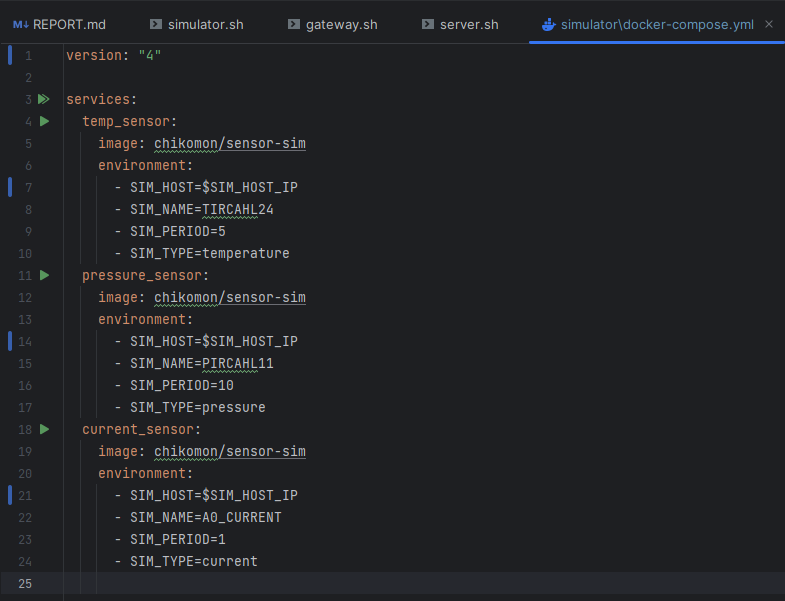 M↓ REPORT.md simulator.sh gateway.sh server.sh simulator\docker-compose.yml
1 version: "4"
2
3 services:
4 temp_sensor:
5 image: chikomon/sensor-sim
6 environment:
7 - SIM_HOST=$SIM_HOST_IP
8 - SIM_NAME=TIRCAHL24
9 - SIM_PERIOD=5
10 - SIM_TYPE=temperature
11 pressure_sensor:
12 image: chikomon/sensor-sim
13 environment:
14 - SIM_HOST=$SIM_HOST_IP
15 - SIM_NAME=PIRCAHL11
16 - SIM_PERIOD=10
17 - SIM_TYPE=pressure
18 current_sensor:
19 image: chikomon/sensor-sim
20 environment:
21 - SIM_HOST=$SIM_HOST_IP
22 - SIM_NAME=A0_CURRENT
23 - SIM_PERIOD=1
24 - SIM_TYPE=current
25